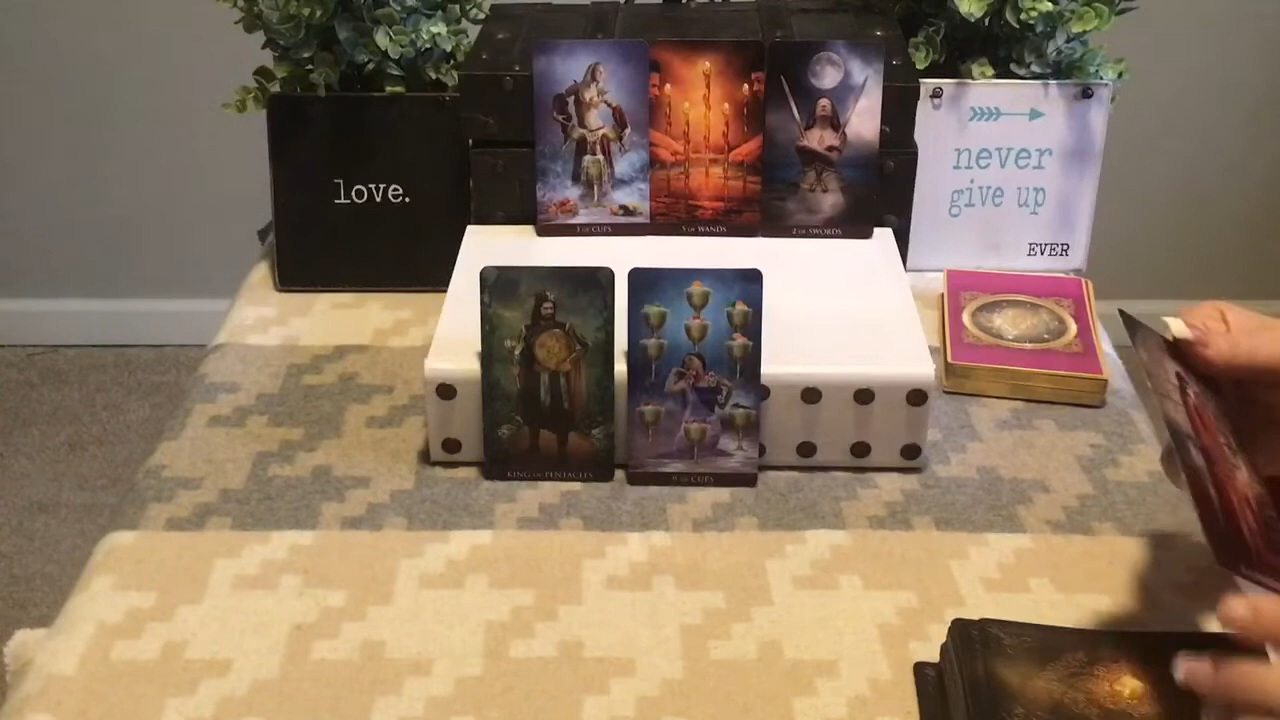 love.
never
give up
EVER
3 OF CUPS
5 OF WANDS
2 OF SWORDS
KING OF PENTACLES
9 OF CUPS